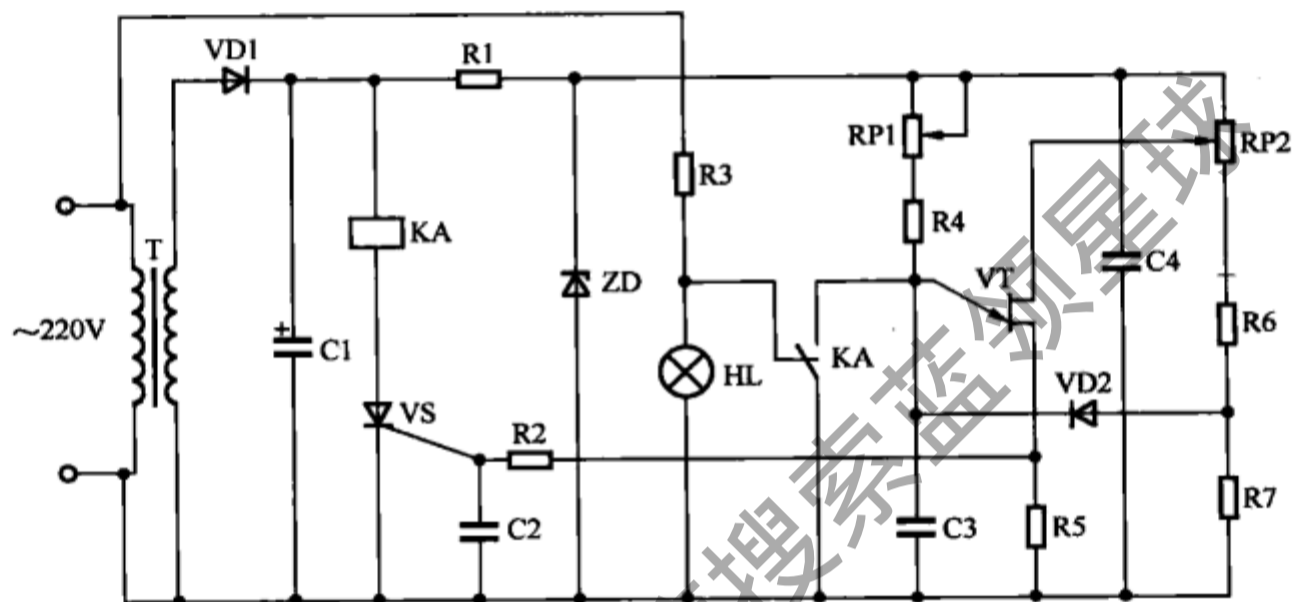 VD1
R1
RP1
RP2
R3
R4
T
KA
VT
C4
ZD
~220V
+
C1
HL
KA
R6
VS
VD2
R2
C2
C3
R5
R7
搜索蓝领星球